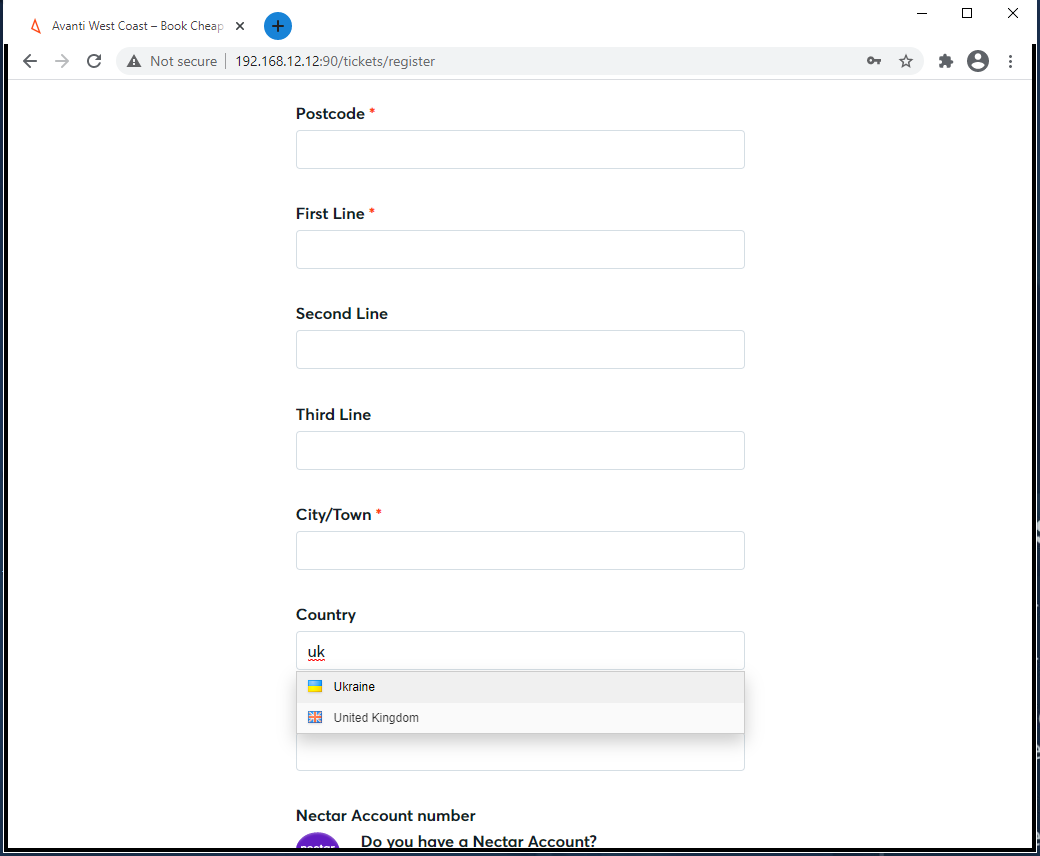 Avanti West Coast – Book Cheap
Not secure
192.168.12.12:90/tickets/register
Postcode *
First Line *
Second Line
Third Line
City/Town *
Country
uk
Ukraine
United Kingdom
Nectar Account number
nectar
Do you have a Nectar Account?